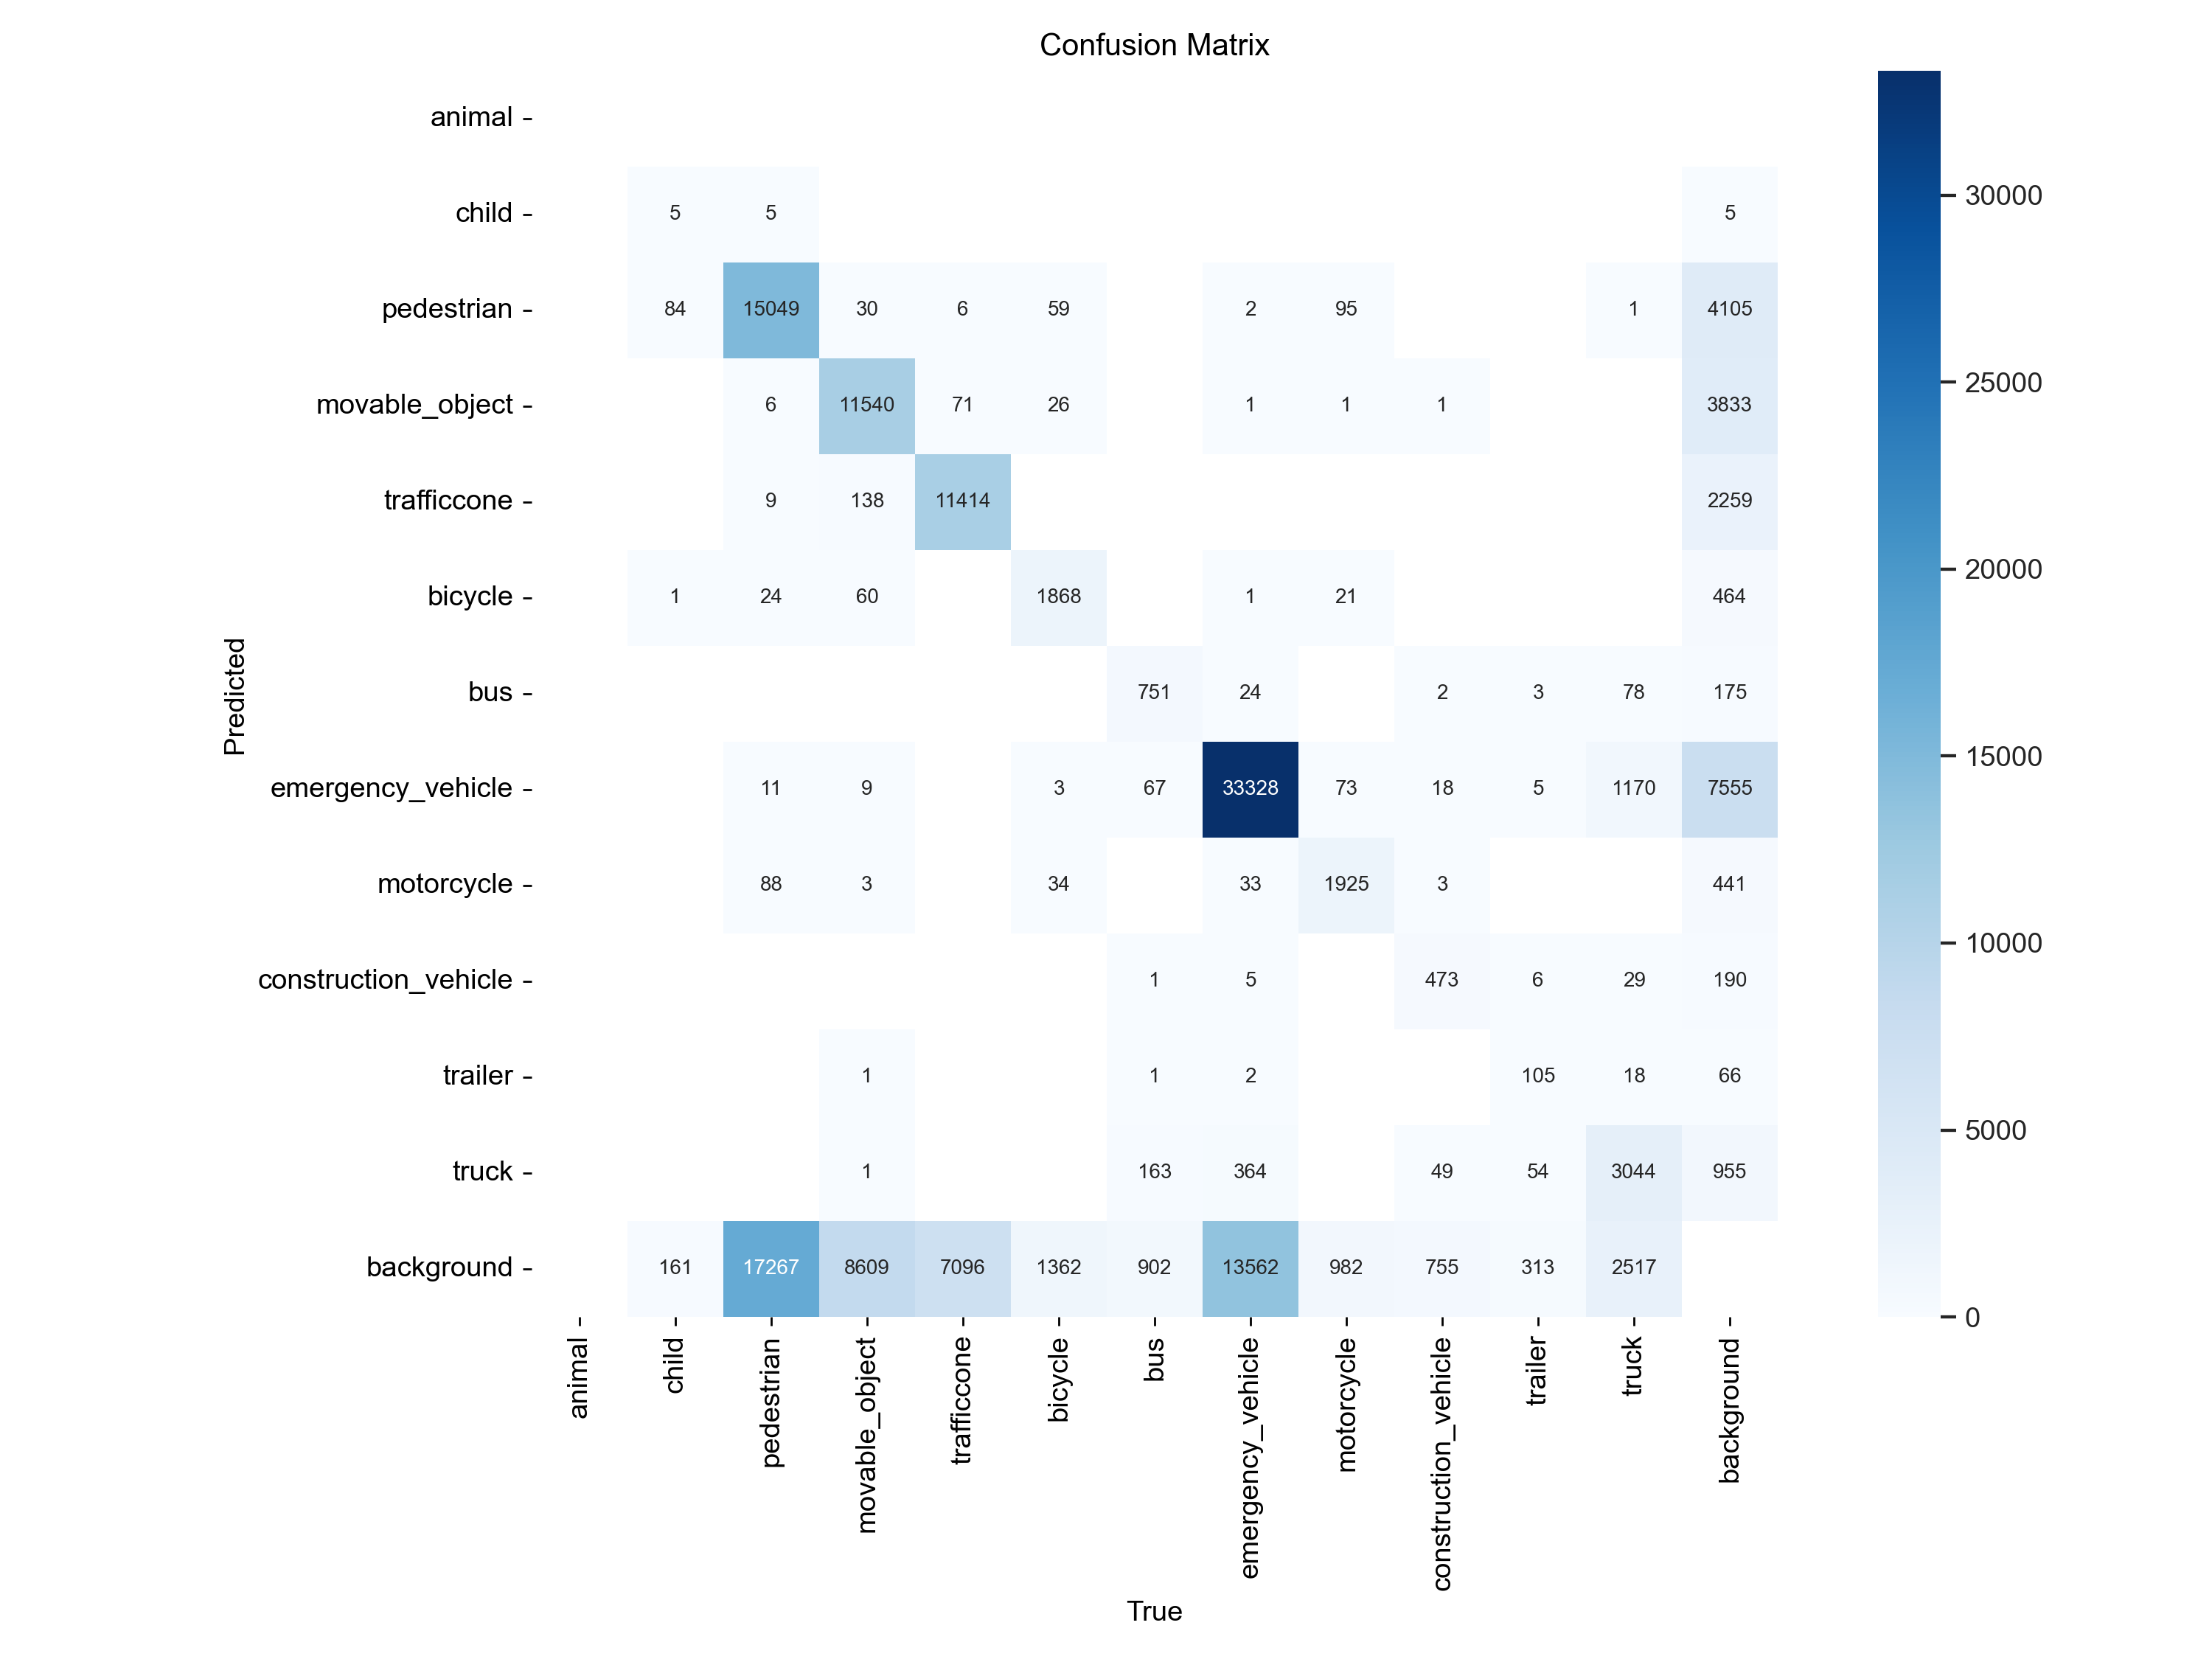 Confusion Matrix
animal
child 5 5 5
pedestrian 84 15049 30 6 59 2 95 1 4105
movable_object 6 11540 71 26 1 1 1 3833
trafficcone 9 138 11414 2259
bicycle 1 24 60 1868 1 21 464
bus 751 24 2 3 78 175
emergency_vehicle 11 9 3 67 33328 73 18 5 1170 7555
motorcycle 88 3 34 33 1925 3 441
construction_vehicle 1 5 473 6 29 190
trailer 1 1 2 105 18 66
truck 1 163 364 49 54 3044 955
background 161 17267 8609 7096 1362 902 13562 982 755 313 2517
Predicted
animal
child
pedestrian
movable_object
trafficcone
bicycle
bus
emergency_vehicle
motorcycle
construction_vehicle
trailer
truck
background
True
30000
25000
20000
15000
10000
5000
0